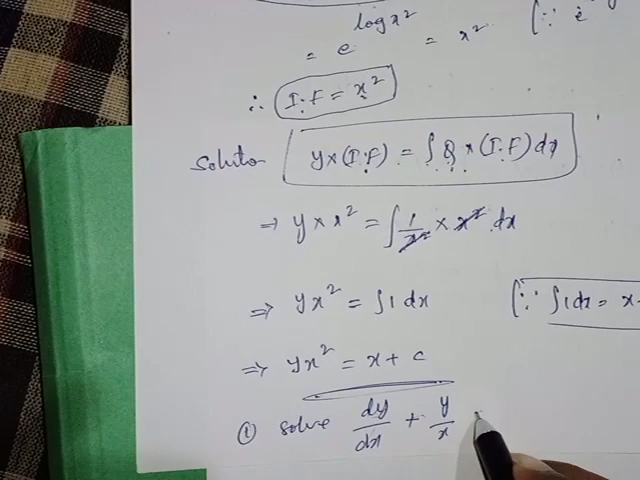 = e^{log x²} = x² [∵ e
∴ I.F = x²
Soluton y×(I.F) = ∫ Q × (I.F) dx
⇒ y × x² = ∫ 1/x² × x² . dx
⇒ yx² = ∫ 1 dx [∵ ∫ 1 dx = x
⇒ yx² = x + c
① solve dy/dx + y/x